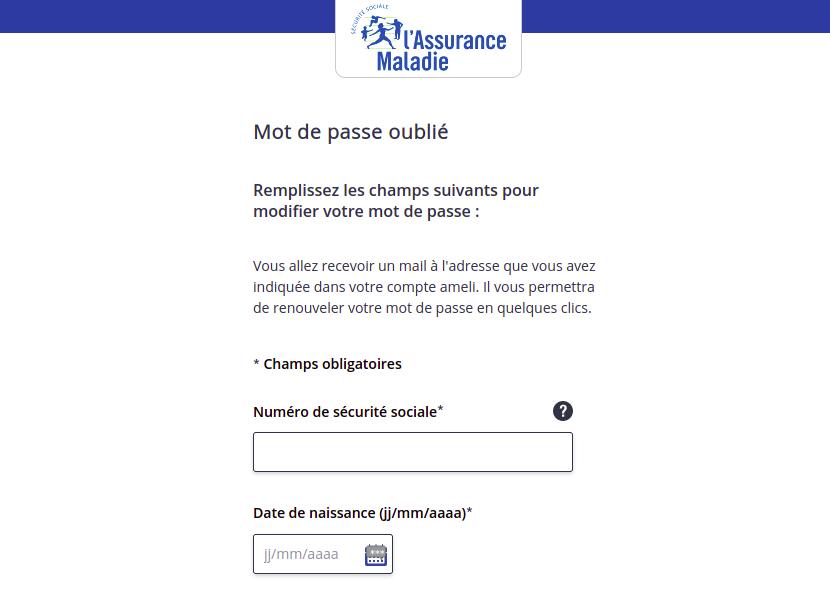 SÉCURITÉ SOCIALE
l'Assurance
Maladie
Mot de passe oublié
Remplissez les champs suivants pour
modifier votre mot de passe :
Vous allez recevoir un mail à l'adresse que vous avez
indiquée dans votre compte ameli. Il vous permettra
de renouveler votre mot de passe en quelques clics.
* Champs obligatoires
Numéro de sécurité sociale*
?
Date de naissance (jj/mm/aaaa)*
jj/mm/aaaa